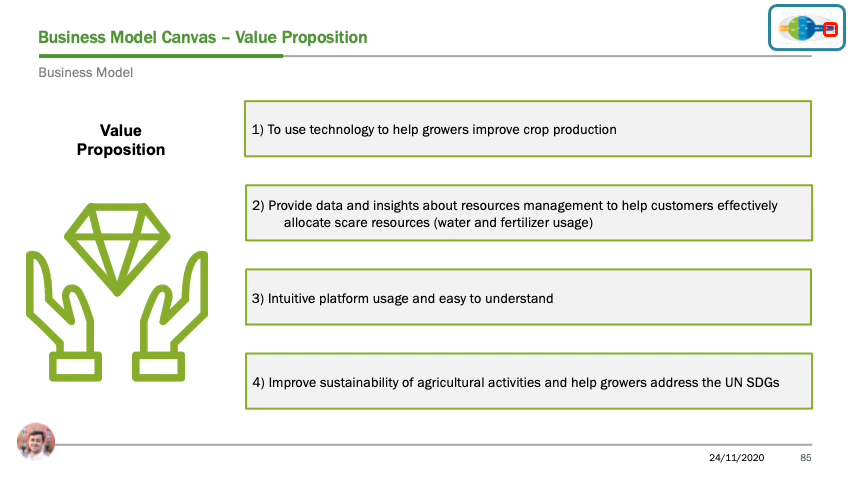 Business Model Canvas – Value Proposition
Business Model
Value
Proposition
1) To use technology to help growers improve crop production
2) Provide data and insights about resources management to help customers effectively
allocate scare resources (water and fertilizer usage)
3) Intuitive platform usage and easy to understand
4) Improve sustainability of agricultural activities and help growers address the UN SDGs
24/11/2020
85